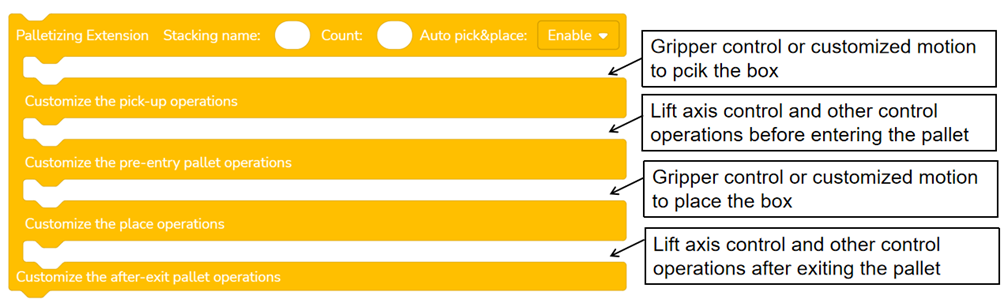 Palletizing Extension Stacking name: Count: Auto pick&place: Enable
Gripper control or customized motion
to pcik the box
Customize the pick-up operations
Lift axis control and other control
operations before entering the pallet
Customize the pre-entry pallet operations
Gripper control or customized motion
to place the box
Customize the place operations
Lift axis control and other control
operations after exiting the pallet
Customize the after-exit pallet operations